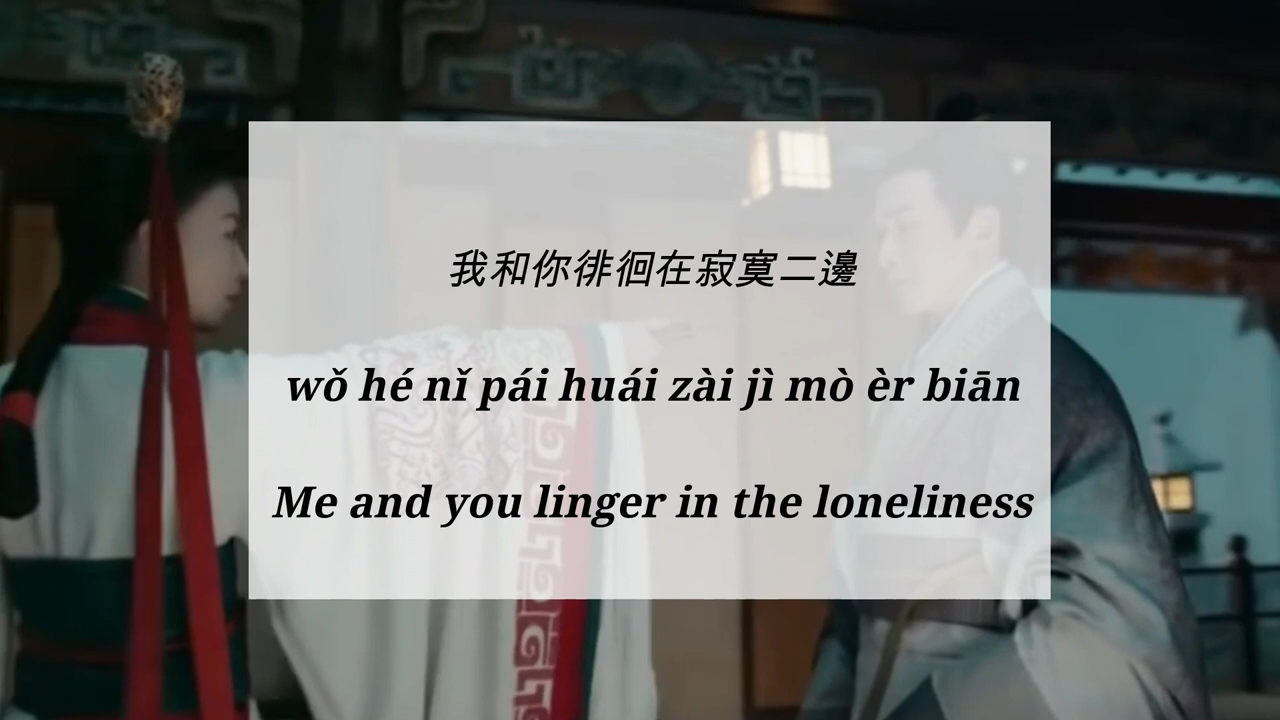 我和你徘徊在寂寞二邊
wǒ hé nǐ pái huái zài jì mò èr biān
Me and you linger in the loneliness